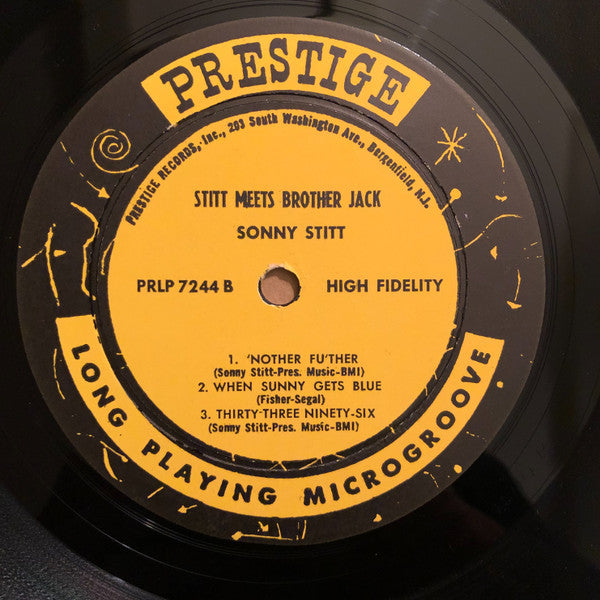 PRESTIGE
PRESTIGE RECORDS, Inc., 203 South Washington Ave., Bergenfield, N.J.
STITT MEETS BROTHER JACK
SONNY STITT
PRLP 7244 B HIGH FIDELITY
1. 'NOTHER FU'THER
(Sonny Stitt-Pres. Music-BMI)
2. WHEN SUNNY GETS BLUE
(Fisher-Segal)
3. THIRTY-THREE NINETY-SIX
(Sonny Stitt-Pres. Music-BMI)
LONG PLAYING MICROGROOVE